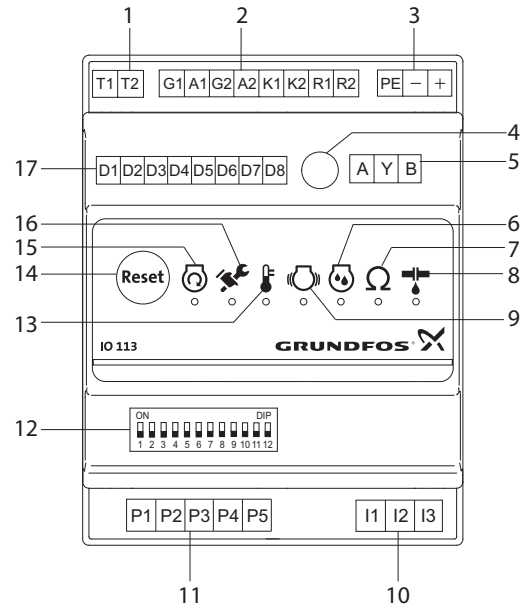 1 2 3
T1 T2 G1 A1 G2 A2 K1 K2 R1 R2 PE − +
4
17 D1 D2 D3 D4 D5 D6 D7 D8 A Y B 5
16 6
15 7
14 Reset Ω 8
13 9
IO 113 GRUNDFOS
ON DIP
12
1 2 3 4 5 6 7 8 9 10 11 12
P1 P2 P3 P4 P5 I1 I2 I3
11 10